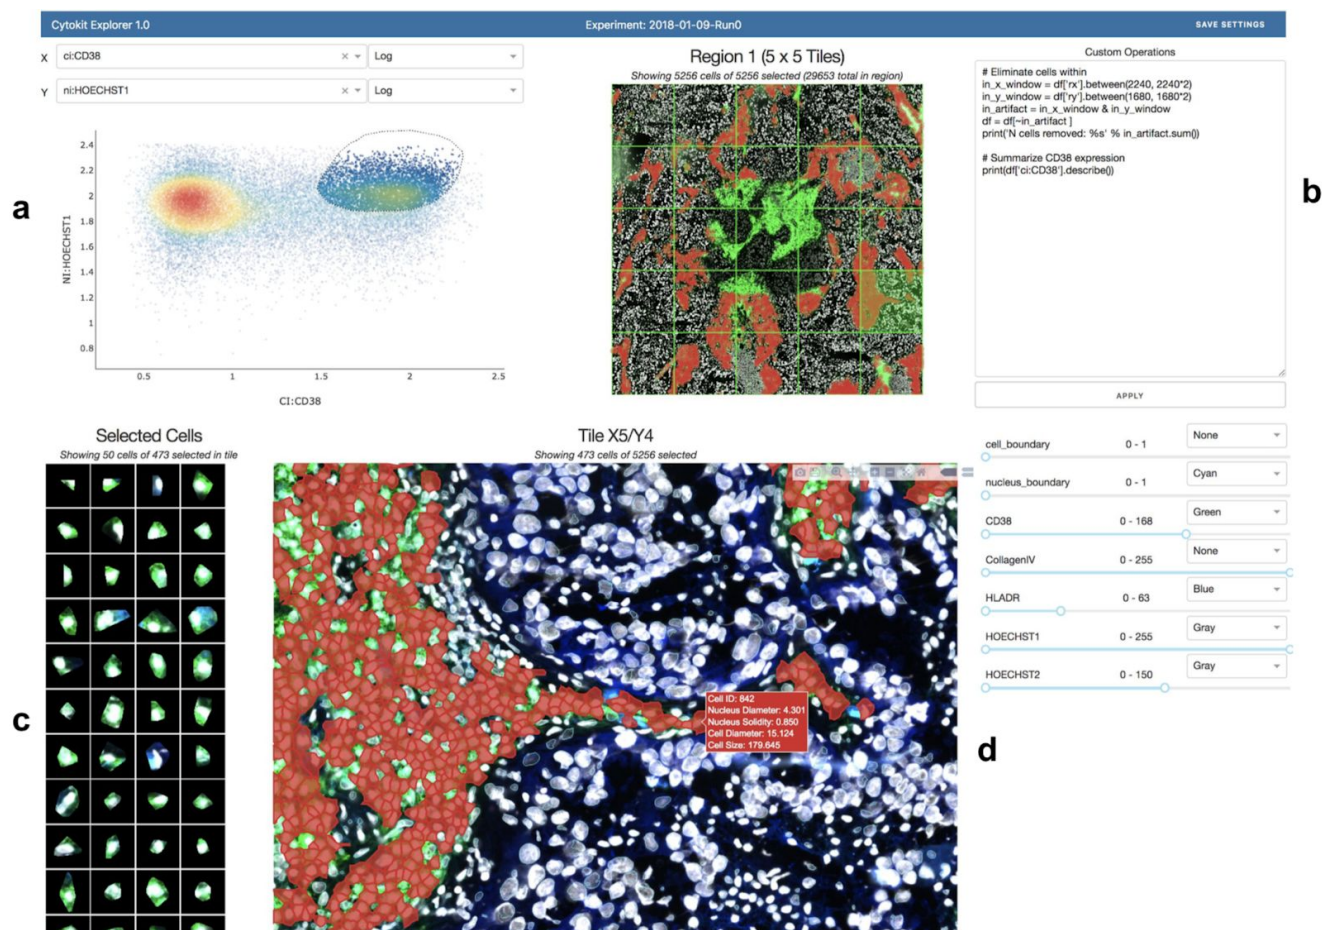 Cytokit Explorer 1.0
Experiment: 2018-01-09-Run0
SAVE SETTINGS
X
ci:CD38
Log
Y
ni:HOECHST1
Log
2.4
2.2
2
1.8
1.6
1.4
1.2
1
0.8
NI:HOECHST1
0.5
1
1.5
2
2.5
CI:CD38
a
Region 1 (5 x 5 Tiles)
Showing 5256 cells of 5256 selected (29653 total in region)
Custom Operations
# Eliminate cells within
in_x_window = df['rx'].between(2240, 2240*2)
in_y_window = df['ry'].between(1680, 1680*2)
in_artifact = in_x_window & in_y_window
df = df[~in_artifact ]
print('N cells removed: %s' % in_artifact.sum())
# Summarize CD38 expression
print(df['ci:CD38'].describe())
APPLY
b
Selected Cells
Showing 50 cells of 473 selected in tile
c
Tile X5/Y4
Showing 473 cells of 5256 selected
Cell ID: 642
Nucleus Diameter: 4.301
Nucleus Solidity: 0.850
Cell Diameter: 15.124
Cell Size: 179.645
cell_boundary 0 - 1 None
nucleus_boundary 0 - 1 Cyan
CD38 0 - 168 Green
CollagenIV 0 - 255 None
HLADR 0 - 63 Blue
HOECHST1 0 - 255 Gray
HOECHST2 0 - 150 Gray
d